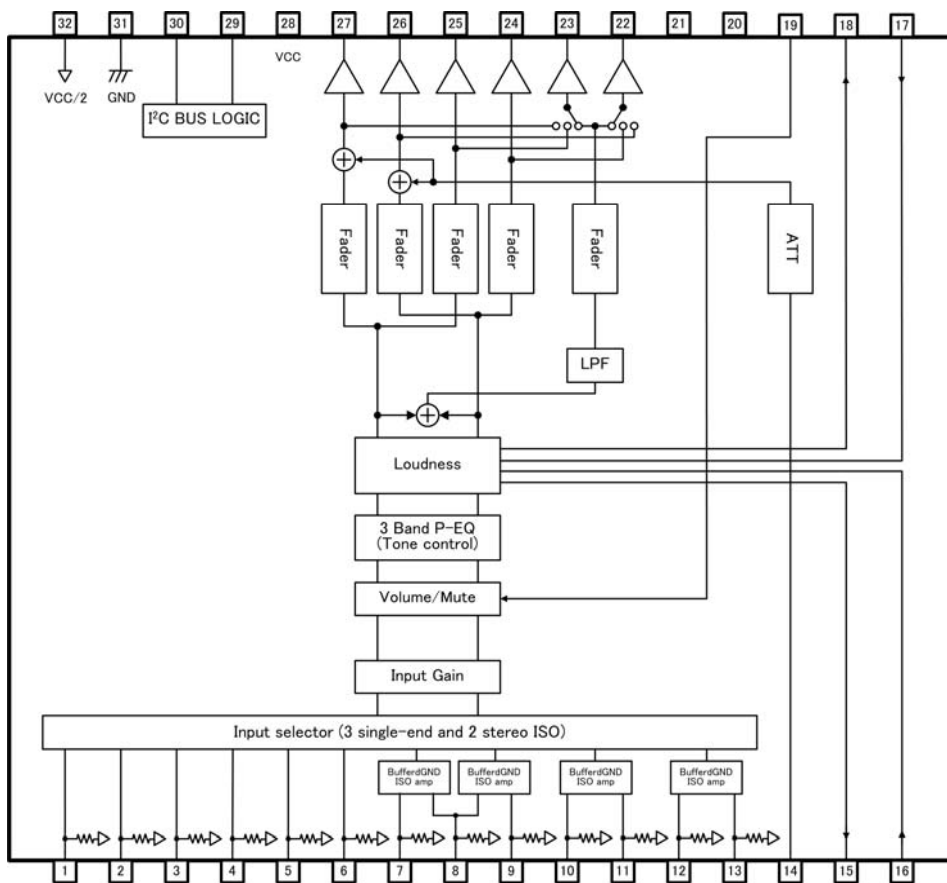 32 31 30 29 28 27 26 25 24 23 22 21 20 19 18 17
VCC
VCC/2 GND
I²C BUS LOGIC
Fader Fader Fader Fader Fader ATT
LPF
Loudness
3 Band P-EQ
(Tone control)
Volume/Mute
Input Gain
Input selector (3 single-end and 2 stereo ISO)
BufferdGND BufferdGND BufferdGND BufferdGND
ISO amp ISO amp ISO amp ISO amp
1 2 3 4 5 6 7 8 9 10 11 12 13 14 15 16